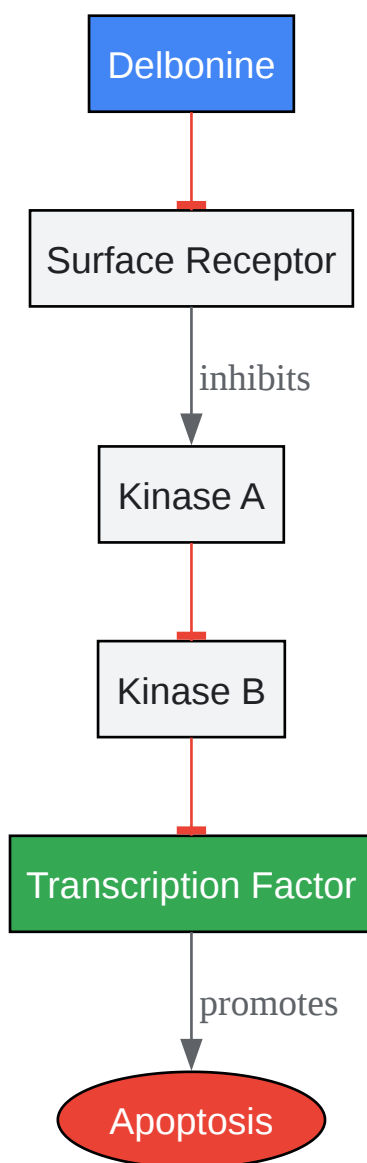 Delbonine
Surface Receptor
inhibits
Kinase A
Kinase B
Transcription Factor
promotes
Apoptosis